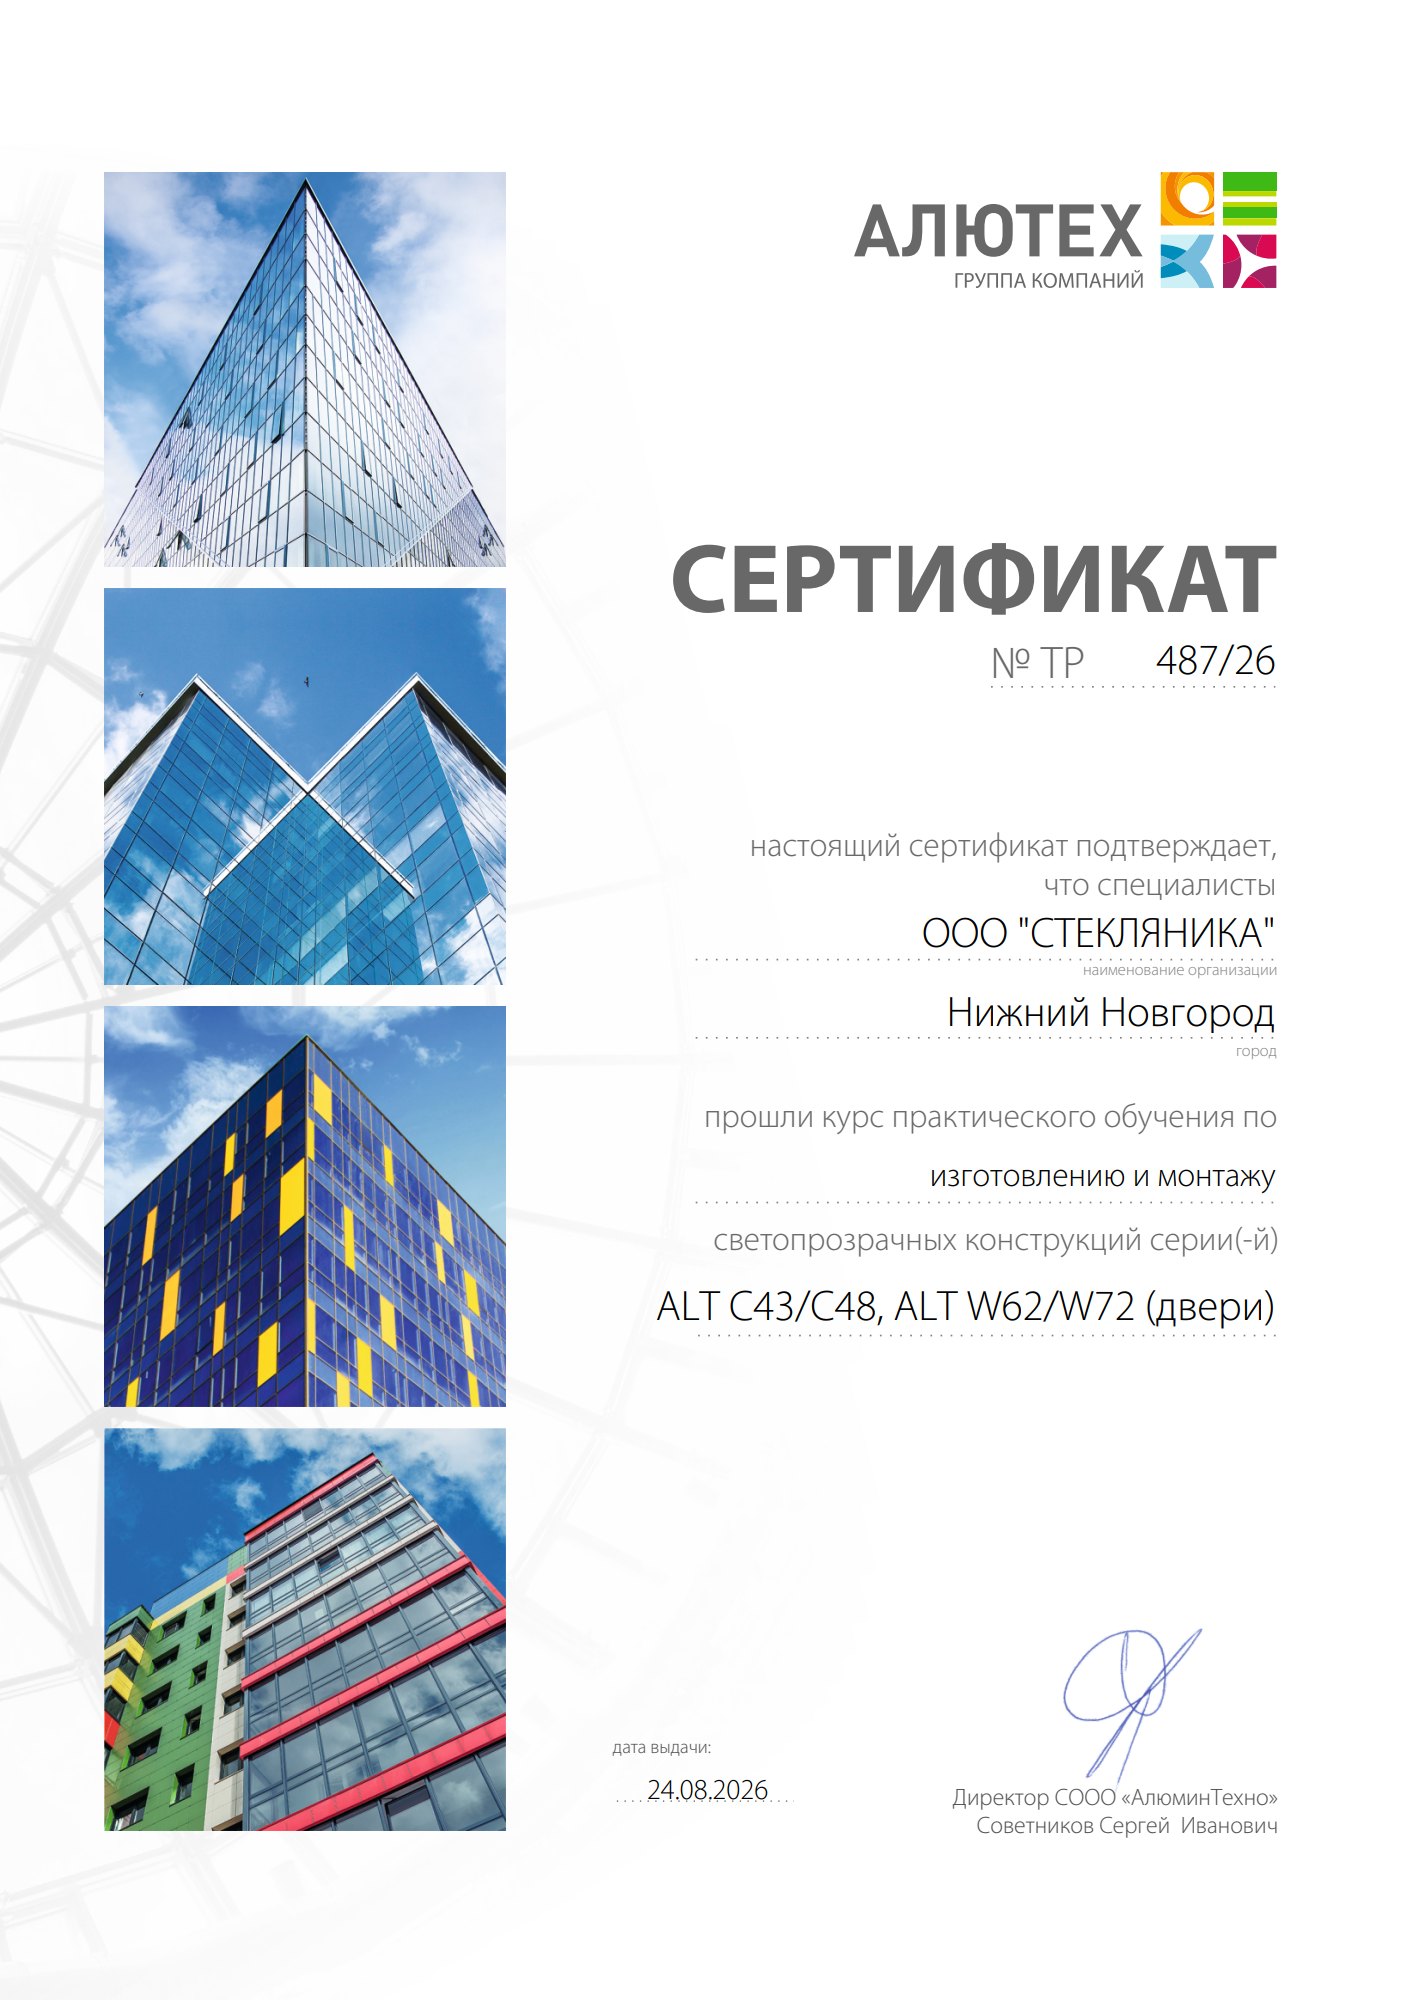 АЛЮТЕХ
ГРУППА КОМПАНИЙ
СЕРТИФИКАТ
№ ТР 487/26
настоящий сертификат подтверждает,
что специалисты
ООО "СТЕКЛЯНИКА"
наименование организации
Нижний Новгород
город
прошли курс практического обучения по
изготовлению и монтажу
светопрозрачных конструкций серии(-й)
ALT C43/C48, ALT W62/W72 (двери)
дата выдачи:
24.08.2026
Директор СООО «АлюминТехно»
Советников Сергей Иванович